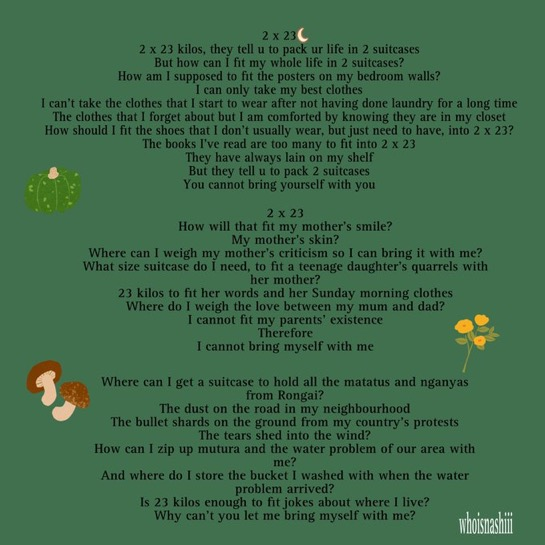 2 x 23
2 x 23 kilos, they tell u to pack ur life in 2 suitcases
But how can I fit my whole life in 2 suitcases?
How am I supposed to fit the posters on my bedroom walls?
I can only take my best clothes
I can't take the clothes that I start to wear after not having done laundry for a long time
The clothes that I forget about but I am comforted by knowing they are in my closet
How should I fit the shoes that I don't usually wear, but just need to have, into 2 x 23?
The books I've read are too many to fit into 2 x 23
They have always lain on my shelf
But they tell u to pack 2 suitcases
You cannot bring yourself with you
2 x 23
How will that fit my mother's smile?
My mother's skin?
Where can I weigh my mother's criticism so I can bring it with me?
What size suitcase do I need, to fit a teenage daughter's quarrels with
her mother?
23 kilos to fit her words and her Sunday morning clothes
Where do I weigh the love between my mum and dad?
I cannot fit my parents' existence
Therefore
I cannot bring myself with me
Where can I get a suitcase to hold all the matatus and nganyas
from Rongai?
The dust on the road in my neighbourhood
The bullet shards on the ground from my country's protests
The tears shed into the wind?
How can I zip up mutura and the water problem of our area with
me?
And where do I store the bucket I washed with when the water
problem arrived?
Is 23 kilos enough to fit jokes about where I live?
Why can't you let me bring myself with me?
whoisnashiii